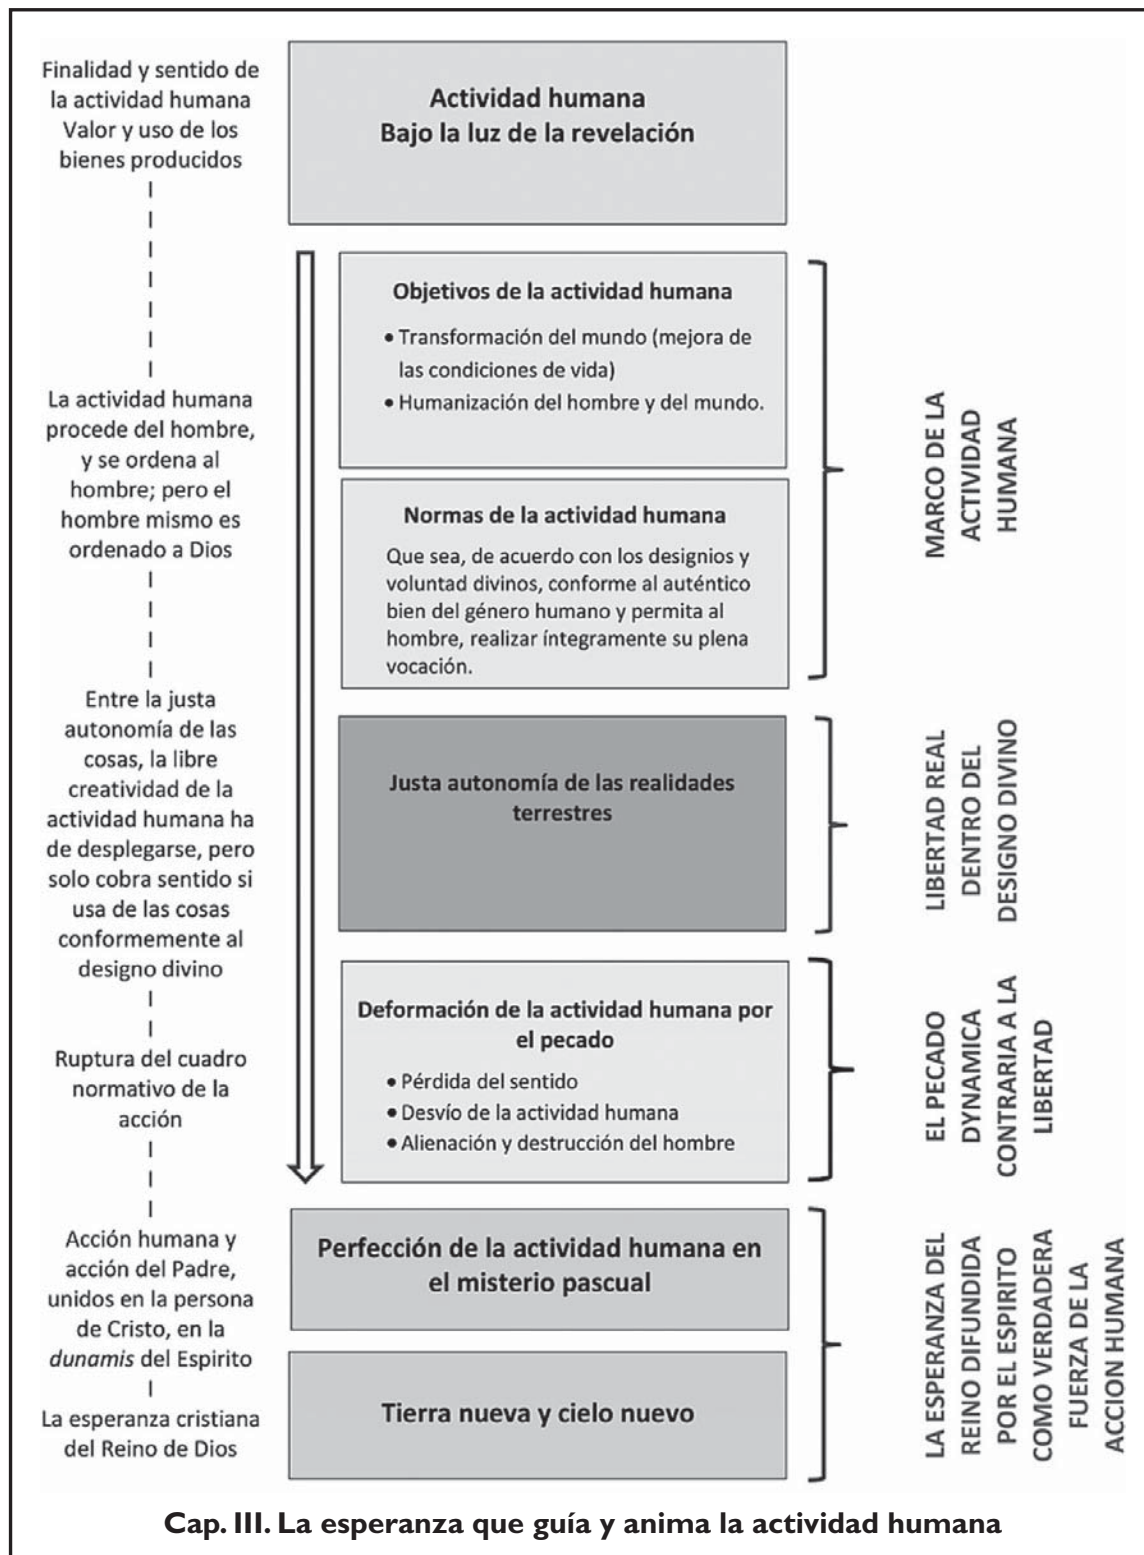 Finalidad y sentido de
la actividad humana
Valor y uso de los
bienes producidos
La actividad humana
procede del hombre,
y se ordena al
hombre; pero el
hombre mismo es
ordenado a Dios
Entre la justa
autonomía de las
cosas, la libre
creatividad de la
actividad humana ha
de desplegarse, pero
solo cobra sentido si
usa de las cosas
conformemente al
designo divino
Ruptura del cuadro
normativo de la
acción
Acción humana y
acción del Padre,
unidos en la persona
de Cristo, en la
dunamis del Espirito
La esperanza cristiana
del Reino de Dios
Actividad humana
Bajo la luz de la revelación
Objetivos de la actividad humana
• Transformación del mundo (mejora de
las condiciones de vida)
• Humanización del hombre y del mundo.
Normas de la actividad humana
Que sea, de acuerdo con los designios y
voluntad divinos, conforme al auténtico
bien del género humano y permita al
hombre, realizar íntegramente su plena
vocación.
Justa autonomía de las realidades
terrestres
Deformación de la actividad humana por
el pecado
• Pérdida del sentido
• Desvío de la actividad humana
• Alienación y destrucción del hombre
Perfección de la actividad humana en
el misterio pascual
Tierra nueva y cielo nuevo
MARCO DE LA
ACTIVIDAD
HUMANA
LIBERTAD REAL
DENTRO DEL
DESIGNO DIVINO
EL PECADO
DYNAMICA
CONTRARIA A LA
LIBERTAD
LA ESPERANZA DEL
REINO DIFUNDIDA
POR EL ESPIRITO
COMO VERDADERA
FUERZA DE LA
ACCION HUMANA
Cap. III. La esperanza que guía y anima la actividad humana